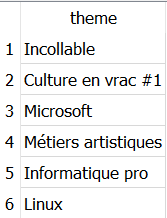 theme
1 Incollable
2 Culture en vrac #1
3 Microsoft
4 Métiers artistiques
5 Informatique pro
6 Linux